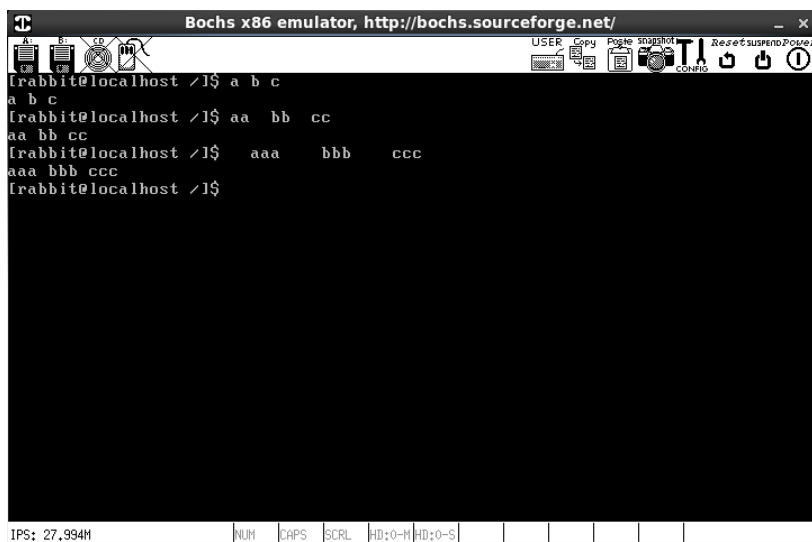 Bochs x86 emulator, http://bochs.sourceforge.net/
A: B: CD USER Copy Paste snapshot CONFIG Reset SUSPEND Power
[rabbit@localhost /]$ a b c
a b c
[rabbit@localhost /]$ aa  bb  cc
aa bb cc
[rabbit@localhost /]$   aaa     bbb     ccc
aaa bbb ccc
[rabbit@localhost /]$
IPS: 27.994M NUM CAPS SCRL HD:0-M HD:0-S